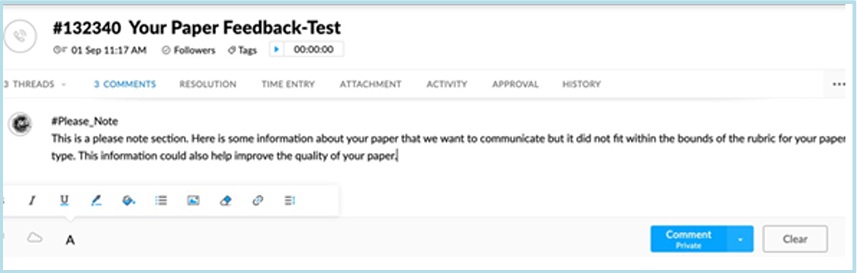 #132340 Your Paper Feedback-Test
01 Sep 11:17 AM Followers Tags 00:00:00
3 THREADS 3 COMMENTS RESOLUTION TIME ENTRY ATTACHMENT ACTIVITY APPROVAL HISTORY
#Please_Note
This is a please note section. Here is some information about your paper that we want to communicate but it did not fit within the bounds of the rubric for your paper
type. This information could also help improve the quality of your paper.
I U
A
Comment
Private
Clear